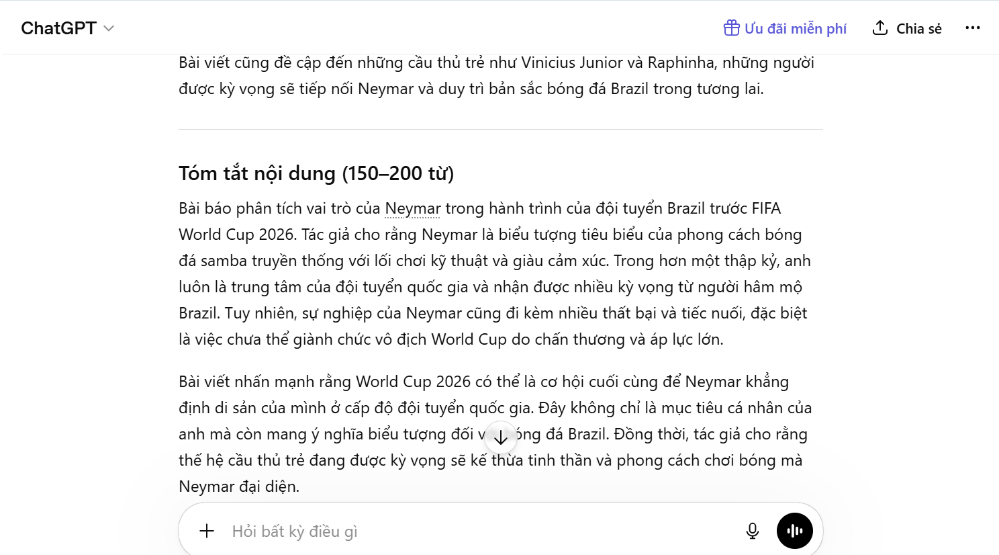 ChatGPT
Ưu đãi miễn phí
Chia sẻ
Bài viết cũng đề cập đến những cầu thủ trẻ như Vinicius Junior và Raphinha, những người
được kỳ vọng sẽ tiếp nối Neymar và duy trì bản sắc bóng đá Brazil trong tương lai.
Tóm tắt nội dung (150–200 từ)
Bài báo phân tích vai trò của Neymar trong hành trình của đội tuyển Brazil trước FIFA
World Cup 2026. Tác giả cho rằng Neymar là biểu tượng tiêu biểu của phong cách bóng
đá samba truyền thống với lối chơi kỹ thuật và giàu cảm xúc. Trong hơn một thập kỷ, anh
luôn là trung tâm của đội tuyển quốc gia và nhận được nhiều kỳ vọng từ người hâm mộ
Brazil. Tuy nhiên, sự nghiệp của Neymar cũng đi kèm nhiều thất bại và tiếc nuối, đặc biệt
là việc chưa thể giành chức vô địch World Cup do chấn thương và áp lực lớn.
Bài viết nhấn mạnh rằng World Cup 2026 có thể là cơ hội cuối cùng để Neymar khẳng
định di sản của mình ở cấp độ đội tuyển quốc gia. Đây không chỉ là mục tiêu cá nhân của
anh mà còn mang ý nghĩa biểu tượng đối đá Brazil. Đồng thời, tác giả cho rằng
thế hệ cầu thủ trẻ đang được kỳ vọng sẽ kế thừa tinh thần và phong cách chơi bóng mà
Neymar đại diện.
Hỏi bất kỳ điều gì